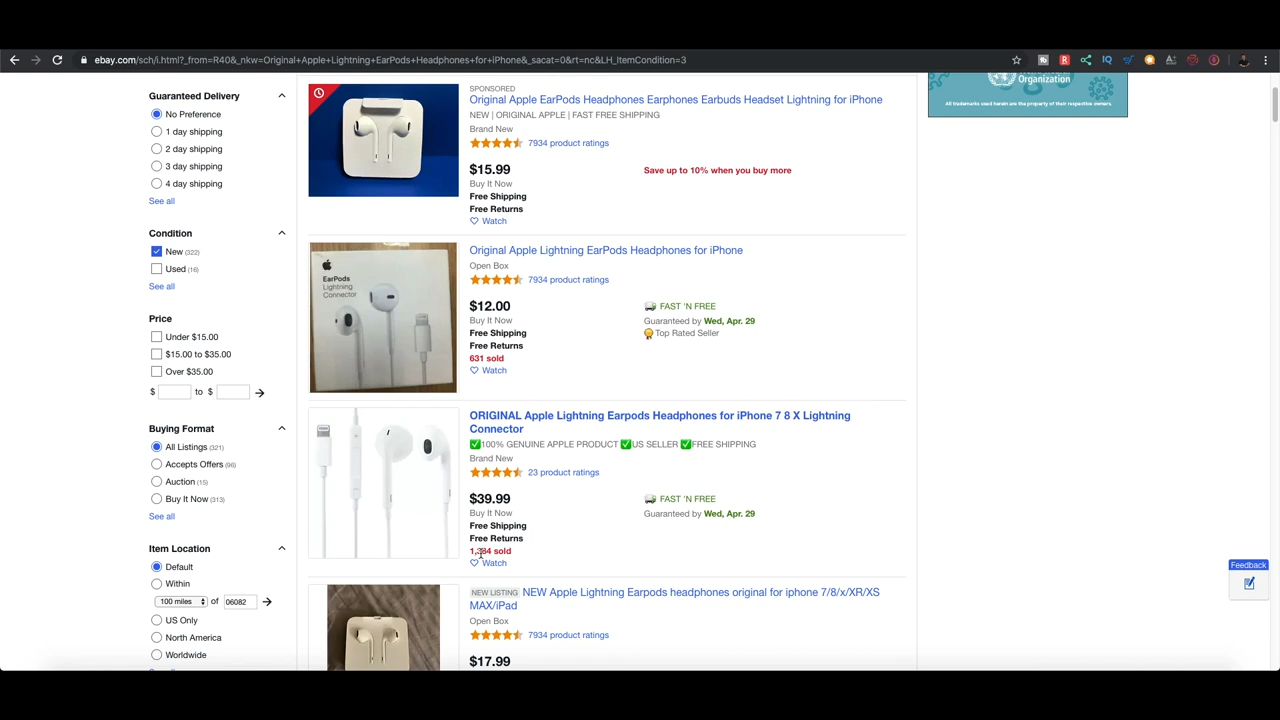 ebay.com/sch/i.html?_from=R40&_nkw=Original+Apple+Lightning+EarPods+Headphones+for+iPhone&_sacat=0&rt=nc&LH_ItemCondition=3
Guaranteed Delivery
No Preference
1 day shipping
2 day shipping
3 day shipping
4 day shipping
See all
Condition
New (322)
Used (16)
See all
Price
Under $15.00
$15.00 to $35.00
Over $35.00
$ to $
Buying Format
All Listings (321)
Accepts Offers (96)
Auction (15)
Buy It Now (313)
See all
Item Location
Default
Within
100 miles of 06082
US Only
North America
Worldwide
SPONSORED
Original Apple EarPods Headphones Earphones Earbuds Headset Lightning for iPhone
NEW | ORIGINAL APPLE | FAST FREE SHIPPING
Brand New
7934 product ratings
$15.99
Save up to 10% when you buy more
Buy It Now
Free Shipping
Free Returns
Watch
EarPods
Lightning
Connector
Original Apple Lightning EarPods Headphones for iPhone
Open Box
7934 product ratings
$12.00
FAST 'N FREE
Buy It Now
Guaranteed by Wed, Apr. 29
Free Shipping
Top Rated Seller
Free Returns
631 sold
Watch
ORIGINAL Apple Lightning Earpods Headphones for iPhone 7 8 X Lightning
Connector
✅100% GENUINE APPLE PRODUCT ✅US SELLER ✅FREE SHIPPING
Brand New
23 product ratings
$39.99
FAST 'N FREE
Buy It Now
Guaranteed by Wed, Apr. 29
Free Shipping
Free Returns
sold
Watch
NEW LISTING NEW Apple Lightning Earpods headphones original for iphone 7/8/x/XR/XS
MAX/iPad
Open Box
7934 product ratings
$17.99
World Health
Organization
All trademarks used herein are the property of their respective owners.
Feedback